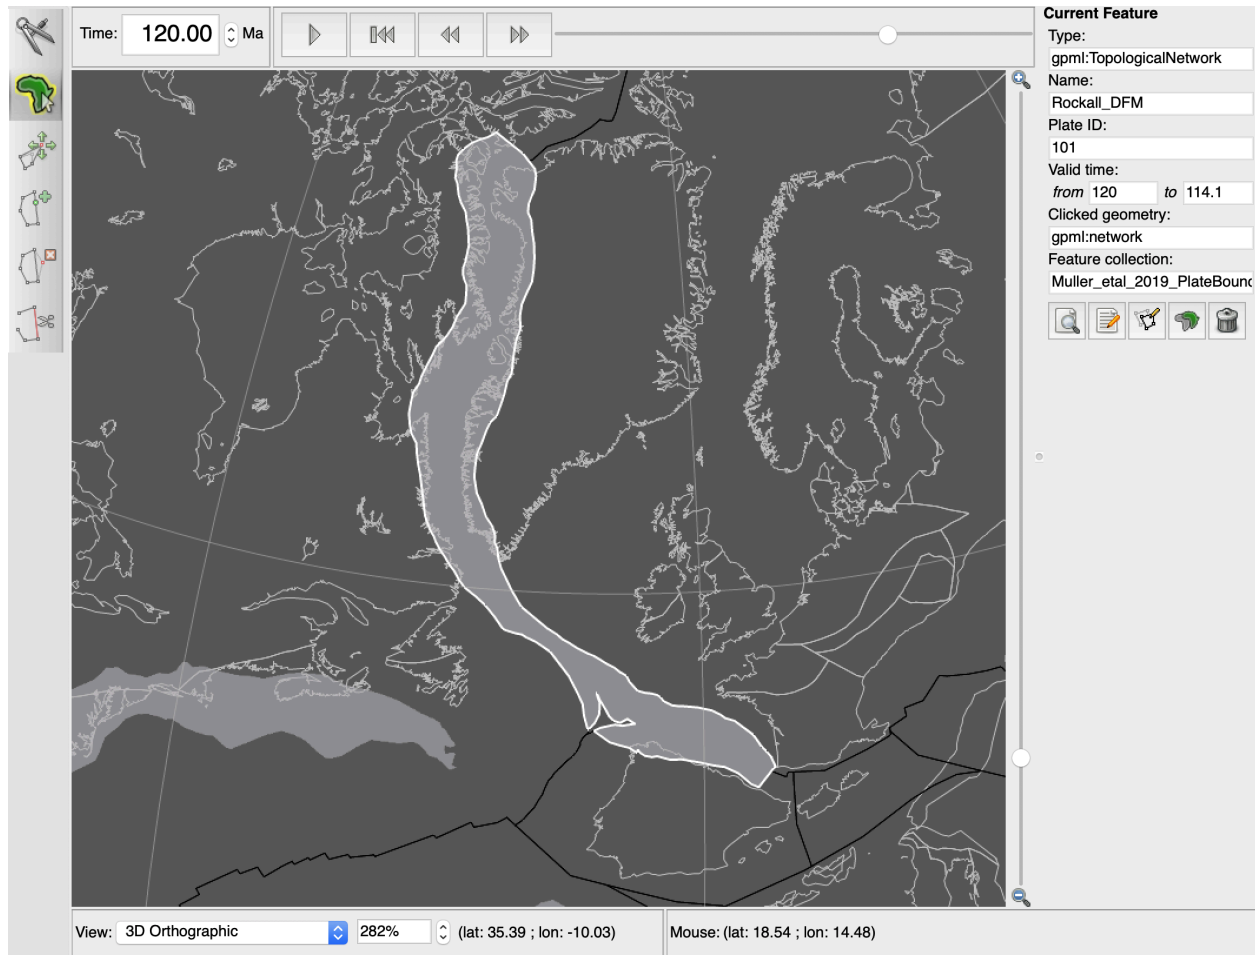 Time: 120.00 Ma
Current Feature
Type:
gpml:TopologicalNetwork
Name:
Rockall_DFM
Plate ID:
101
Valid time:
from 120 to 114.1
Clicked geometry:
gpml:network
Feature collection:
Muller_etal_2019_PlateBound
View: 3D Orthographic 282% (lat: 35.39 ; lon: -10.03) Mouse: (lat: 18.54 ; lon: 14.48)